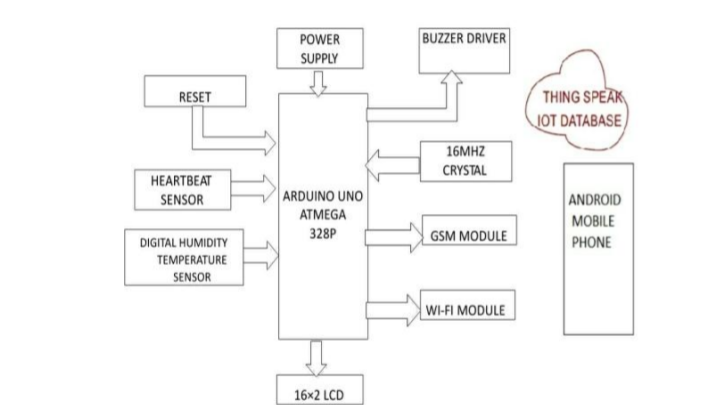 POWER
SUPPLY
BUZZER DRIVER
RESET
THING SPEAK
IOT DATABASE
16MHZ
CRYSTAL
HEARTBEAT
SENSOR
ARDUINO UNO
ATMEGA
328P
ANDROID
MOBILE
PHONE
GSM MODULE
DIGITAL HUMIDITY
TEMPERATURE
SENSOR
WI-FI MODULE
16×2 LCD